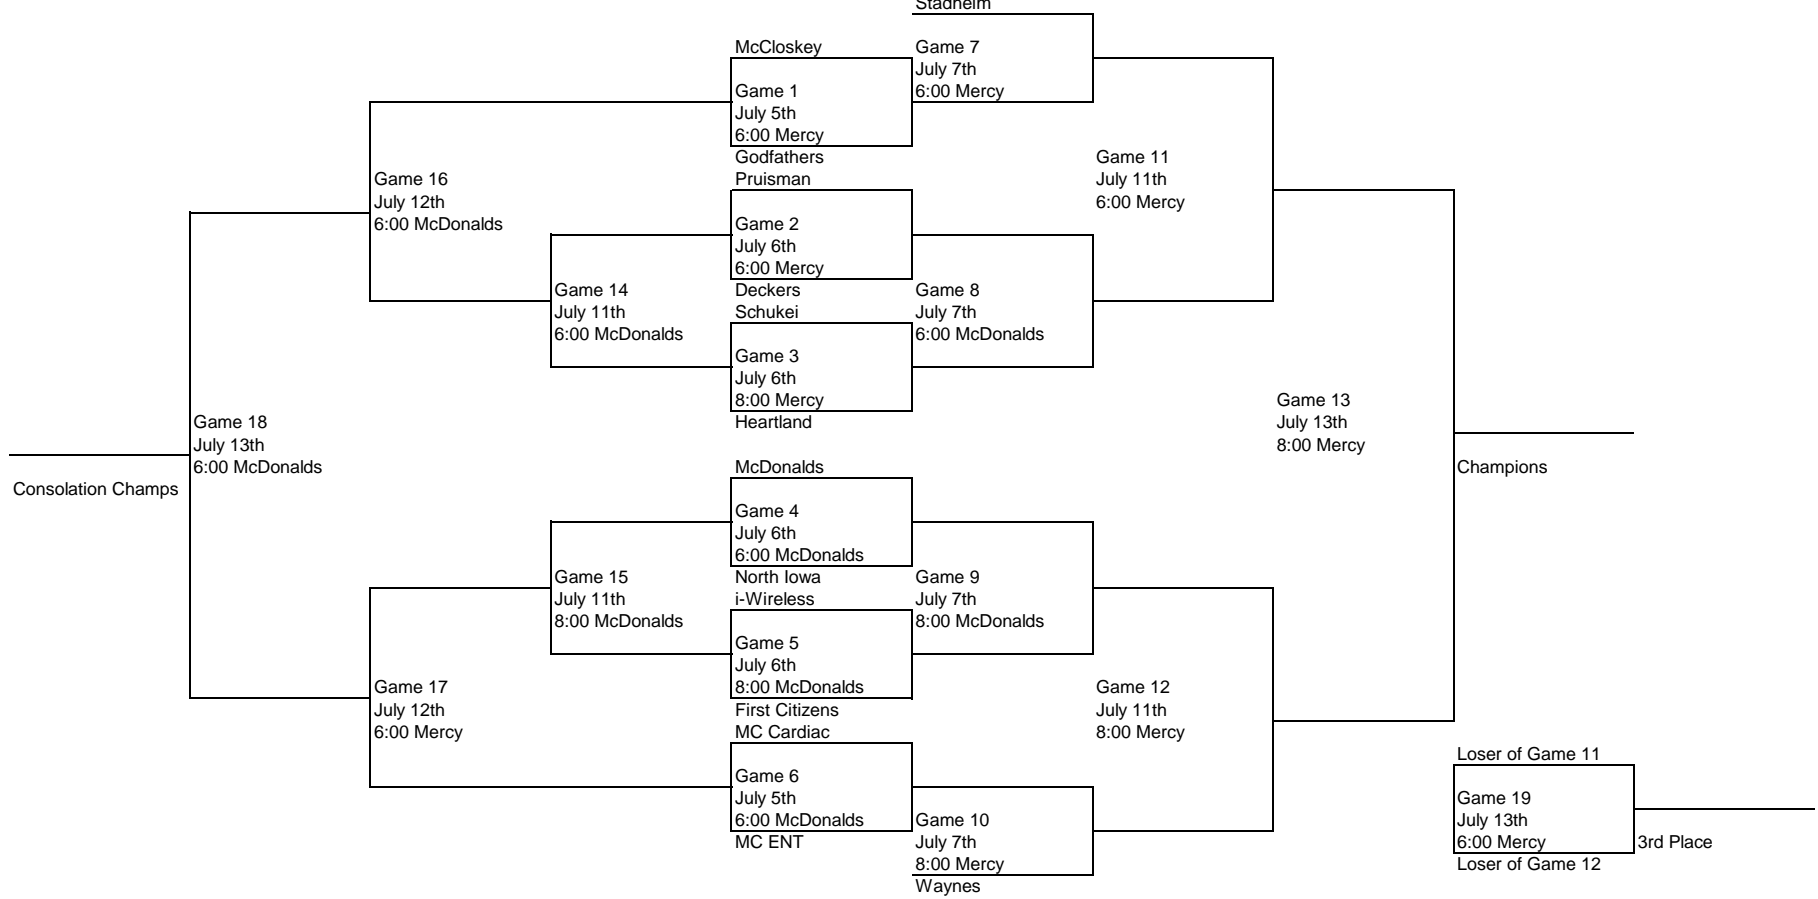 Stadheim
McCloskey
Game 7
July 7th
6:00 Mercy
Game 1
July 5th
6:00 Mercy
Godfathers
Pruisman
Game 11
July 11th
6:00 Mercy
Game 16
July 12th
6:00 McDonalds
Game 2
July 6th
6:00 Mercy
Deckers
Schukei
Game 14
July 11th
6:00 McDonalds
Game 8
July 7th
6:00 McDonalds
Game 3
July 6th
8:00 Mercy
Heartland
Game 13
July 13th
8:00 Mercy
Game 18
July 13th
6:00 McDonalds
Consolation Champs
Champions
McDonalds
Game 4
July 6th
6:00 McDonalds
North Iowa
i-Wireless
Game 15
July 11th
8:00 McDonalds
Game 9
July 7th
8:00 McDonalds
Game 5
July 6th
8:00 McDonalds
First Citizens
MC Cardiac
Game 17
July 12th
6:00 Mercy
Game 12
July 11th
8:00 Mercy
Game 6
July 5th
6:00 McDonalds
MC ENT
Game 10
July 7th
8:00 Mercy
Waynes
Loser of Game 11
Game 19
July 13th
6:00 Mercy
3rd Place
Loser of Game 12